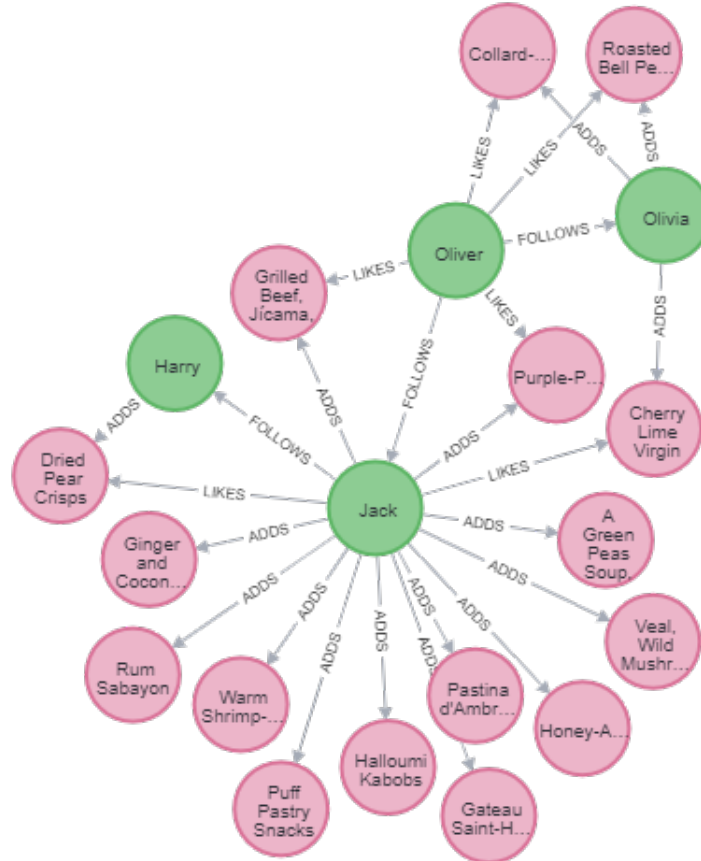 Collard-...
Roasted
Bell Pe...
LIKES
LIKES
ADDS
ADDS
Oliver
FOLLOWS
Olivia
Grilled
Beef,
Jícama,
LIKES
LIKES
ADDS
FOLLOWS
Harry
Purple-P...
ADDS
FOLLOWS
ADDS
ADDS
Cherry
Lime
Virgin
Dried
Pear
Crisps
LIKES
LIKES
Jack
ADDS
A
Green
Peas
Soup,
Ginger
and
Cocon...
ADDS
ADDS
ADDS
ADDS
ADDS
ADDS
ADDS
ADDS
ADDS
Veal,
Wild
Mushr...
Rum
Sabayon
Warm
Shrimp-...
Pastina
d'Ambr...
Honey-A...
Puff
Pastry
Snacks
Halloumi
Kabobs
Gateau
Saint-H...